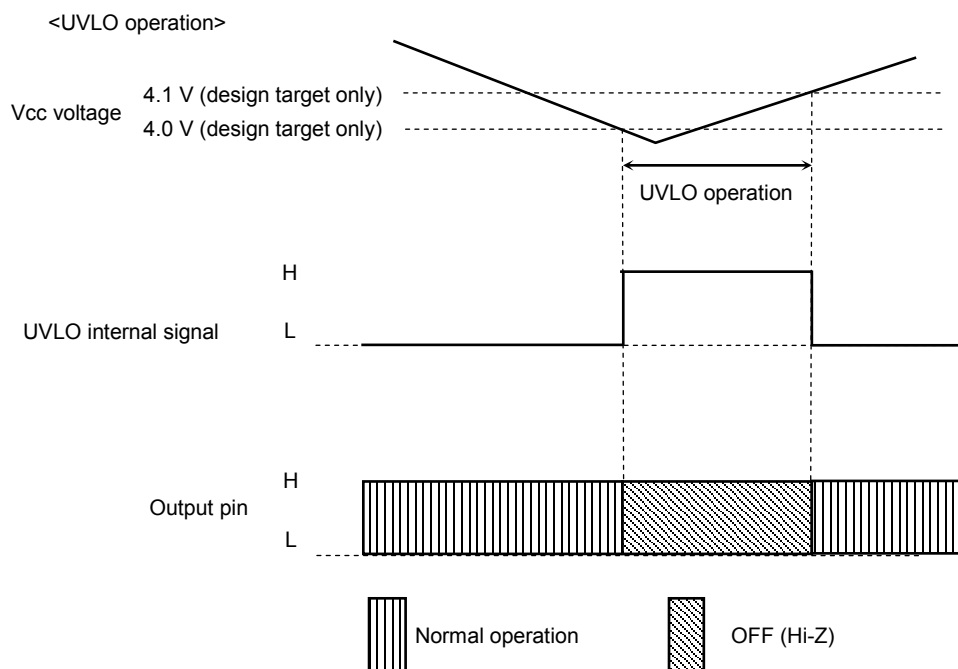 <UVLO operation>
4.1 V (design target only)
Vcc voltage
4.0 V (design target only)
UVLO operation
H
UVLO internal signal
L
H
Output pin
L
Normal operation
OFF (Hi-Z)